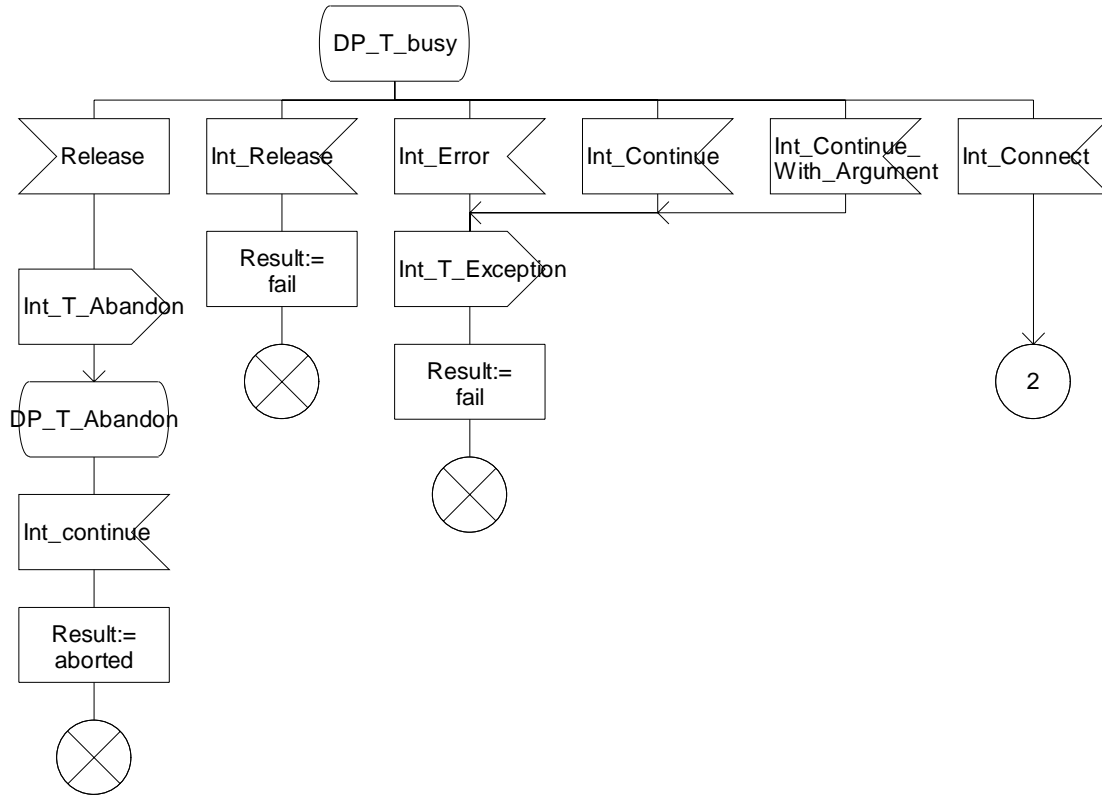 DP_T_busy
Release
Int_Release
Int_Error
Int_Continue
Int_Continue_
With_Argument
Int_Connect
Int_T_Abandon
Result:=
fail
Int_T_Exception
DP_T_Abandon
Result:=
fail
2
Int_continue
Result:=
aborted